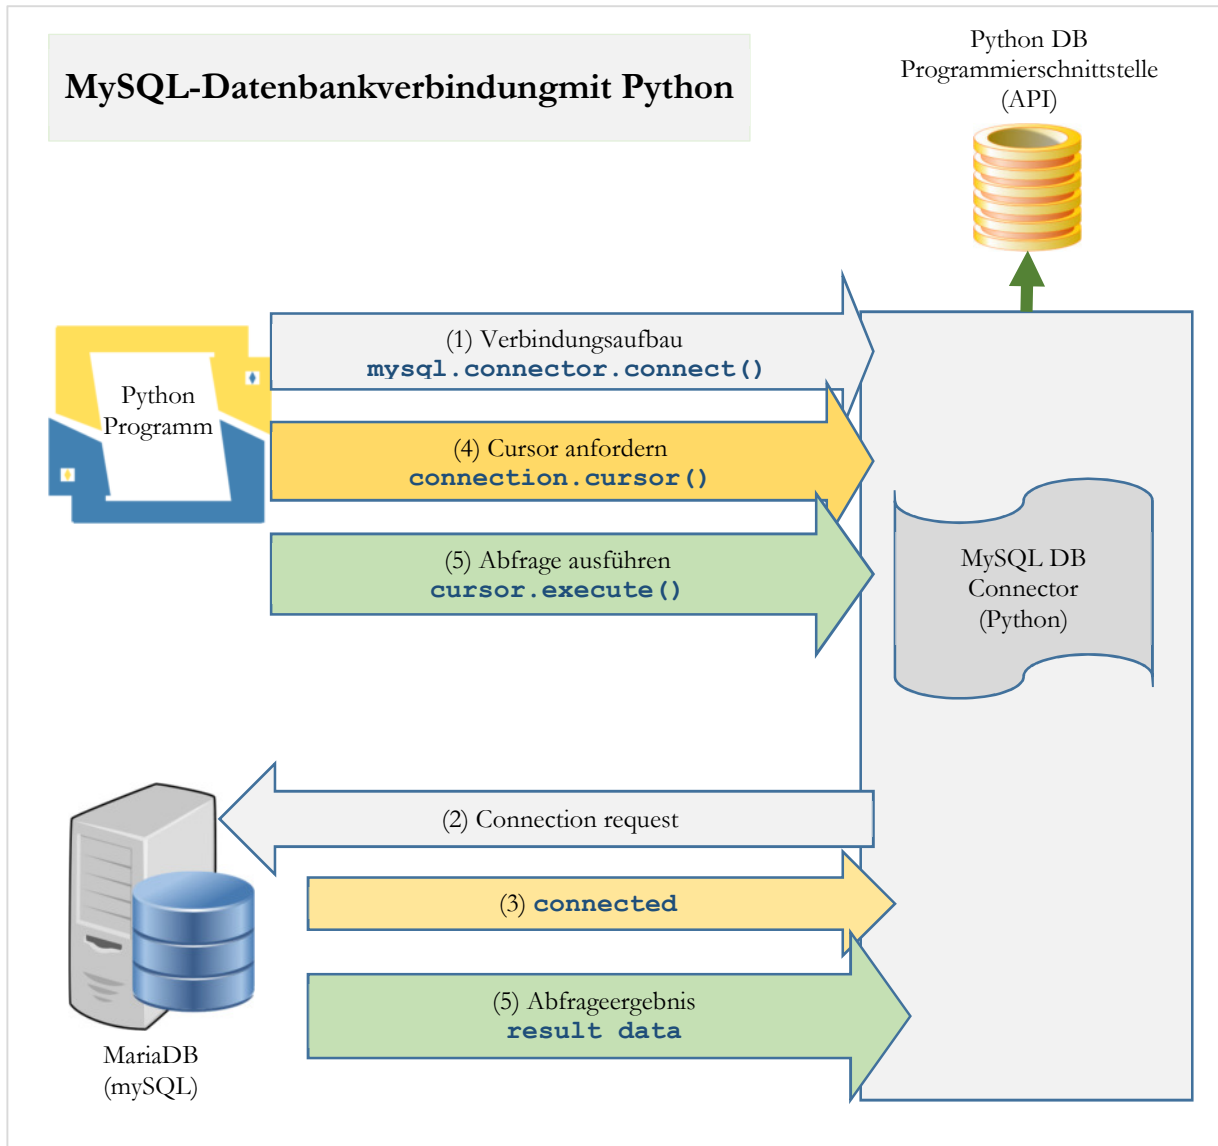 MySQL-Datenbankverbindungmit Python
Python DB
Programmierschnittstelle
(API)
(1) Verbindungsaufbau
mysql.connector.connect()
Python
Programm
(4) Cursor anfordern
connection.cursor()
(5) Abfrage ausführen
cursor.execute()
MySQL DB
Connector
(Python)
(2) Connection request
(3) connected
(5) Abfrageergebnis
result data
MariaDB
(mySQL)